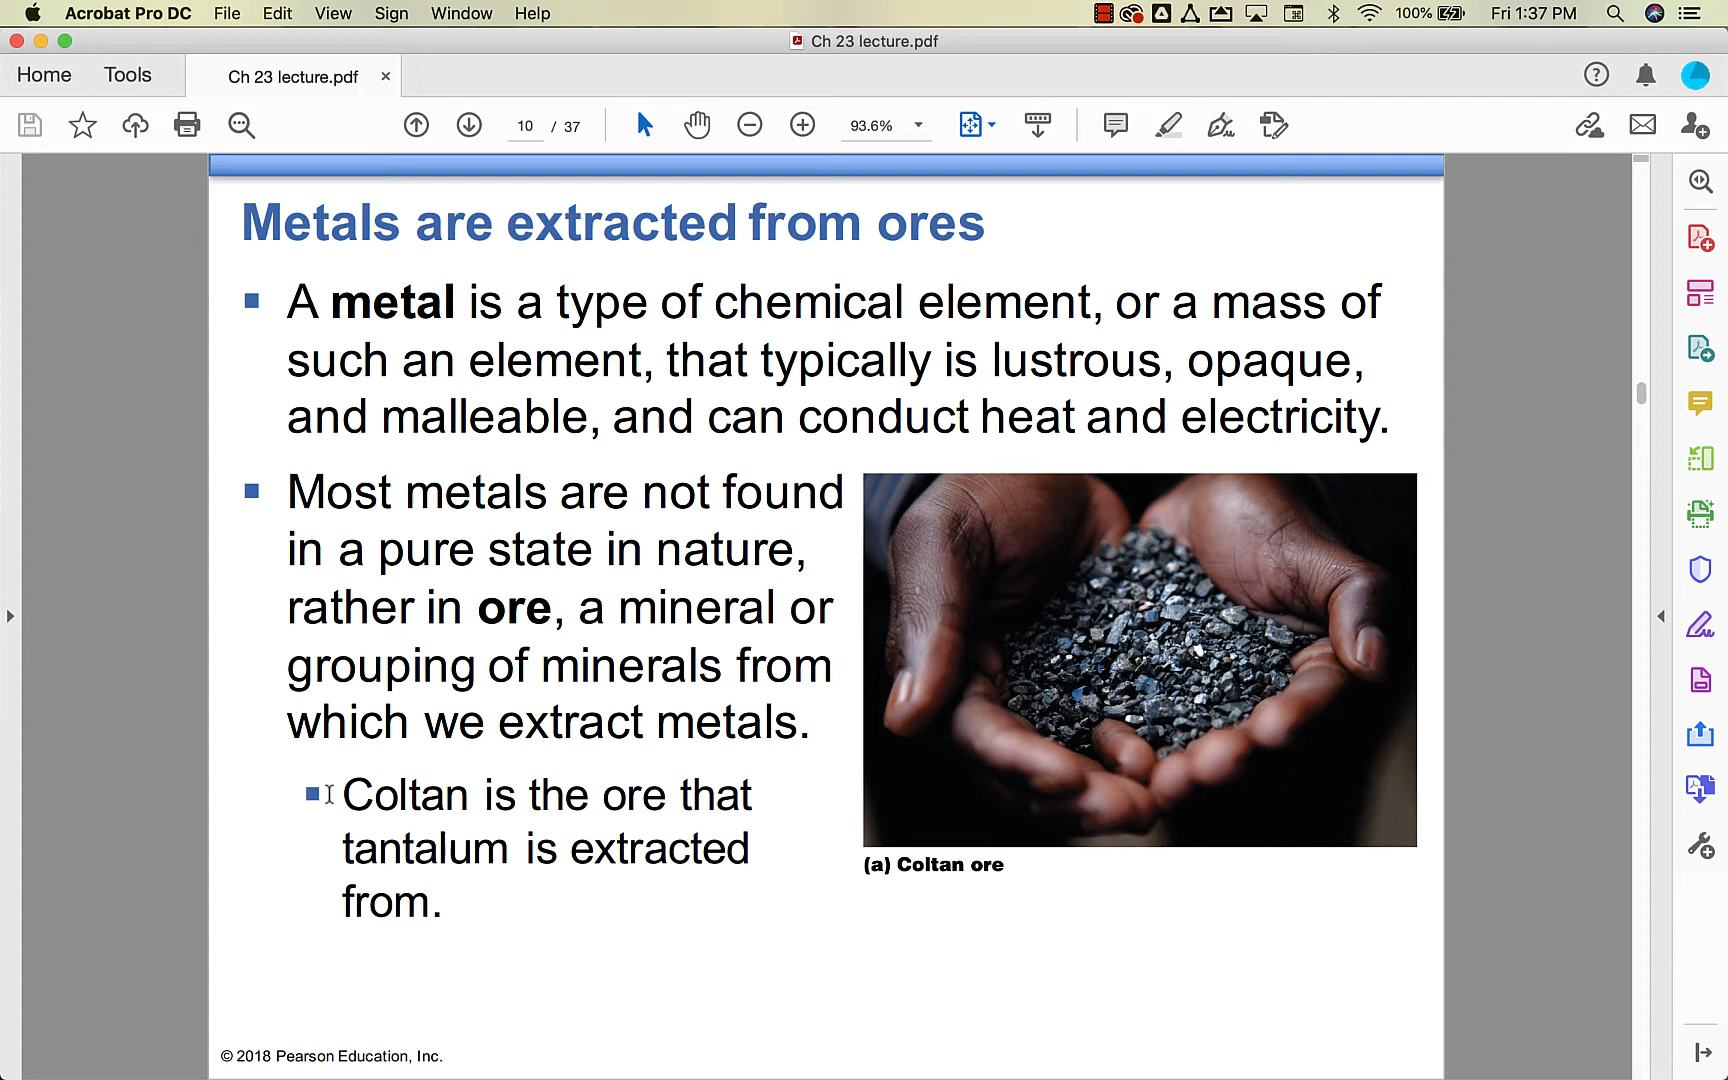 Acrobat Pro DC File Edit View Sign Window Help 100% Fri 1:37 PM
Ch 23 lecture.pdf
Home Tools Ch 23 lecture.pdf ×
10 / 37 93.6%
Metals are extracted from ores
A metal is a type of chemical element, or a mass of
such an element, that typically is lustrous, opaque,
and malleable, and can conduct heat and electricity.
Most metals are not found
in a pure state in nature,
rather in ore, a mineral or
grouping of minerals from
which we extract metals.
Coltan is the ore that
tantalum is extracted
from.
(a) Coltan ore
© 2018 Pearson Education, Inc.